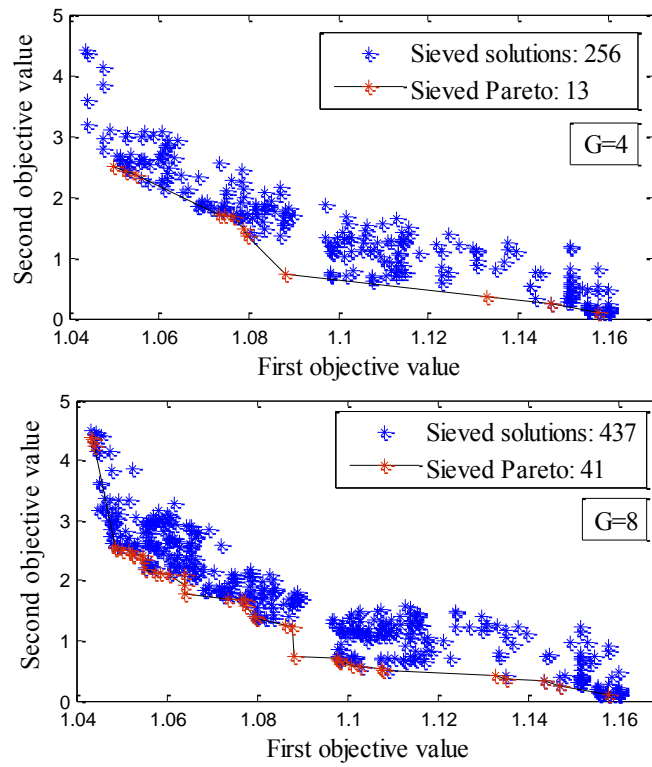 5
4
3
2
1
0
Second objective value
Sieved solutions: 256
Sieved Pareto: 13
G=4
1.04 1.06 1.08 1.1 1.12 1.14 1.16
First objective value
5
4
3
2
1
0
Second objective value
Sieved solutions: 437
Sieved Pareto: 41
G=8
1.04 1.06 1.08 1.1 1.12 1.14 1.16
First objective value